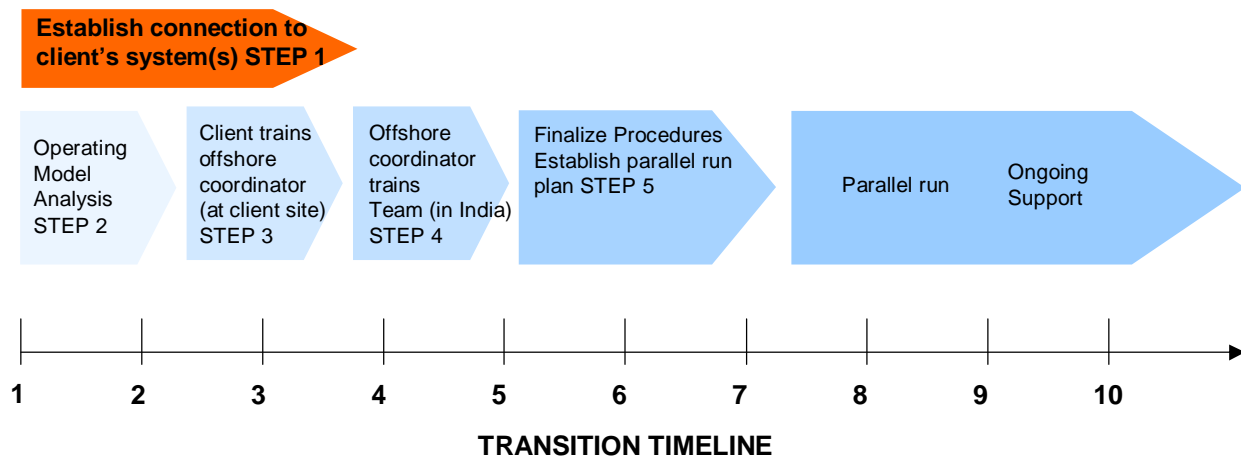 Establish connection to
client’s system(s) STEP 1
Operating
Model
Analysis
STEP 2
Client trains
offshore
coordinator
(at client site)
STEP 3
Offshore
coordinator
trains
Team (in India)
STEP 4
Finalize Procedures
Establish parallel run
plan STEP 5
Parallel run
Ongoing
Support
1 2 3 4 5 6 7 8 9 10
TRANSITION TIMELINE